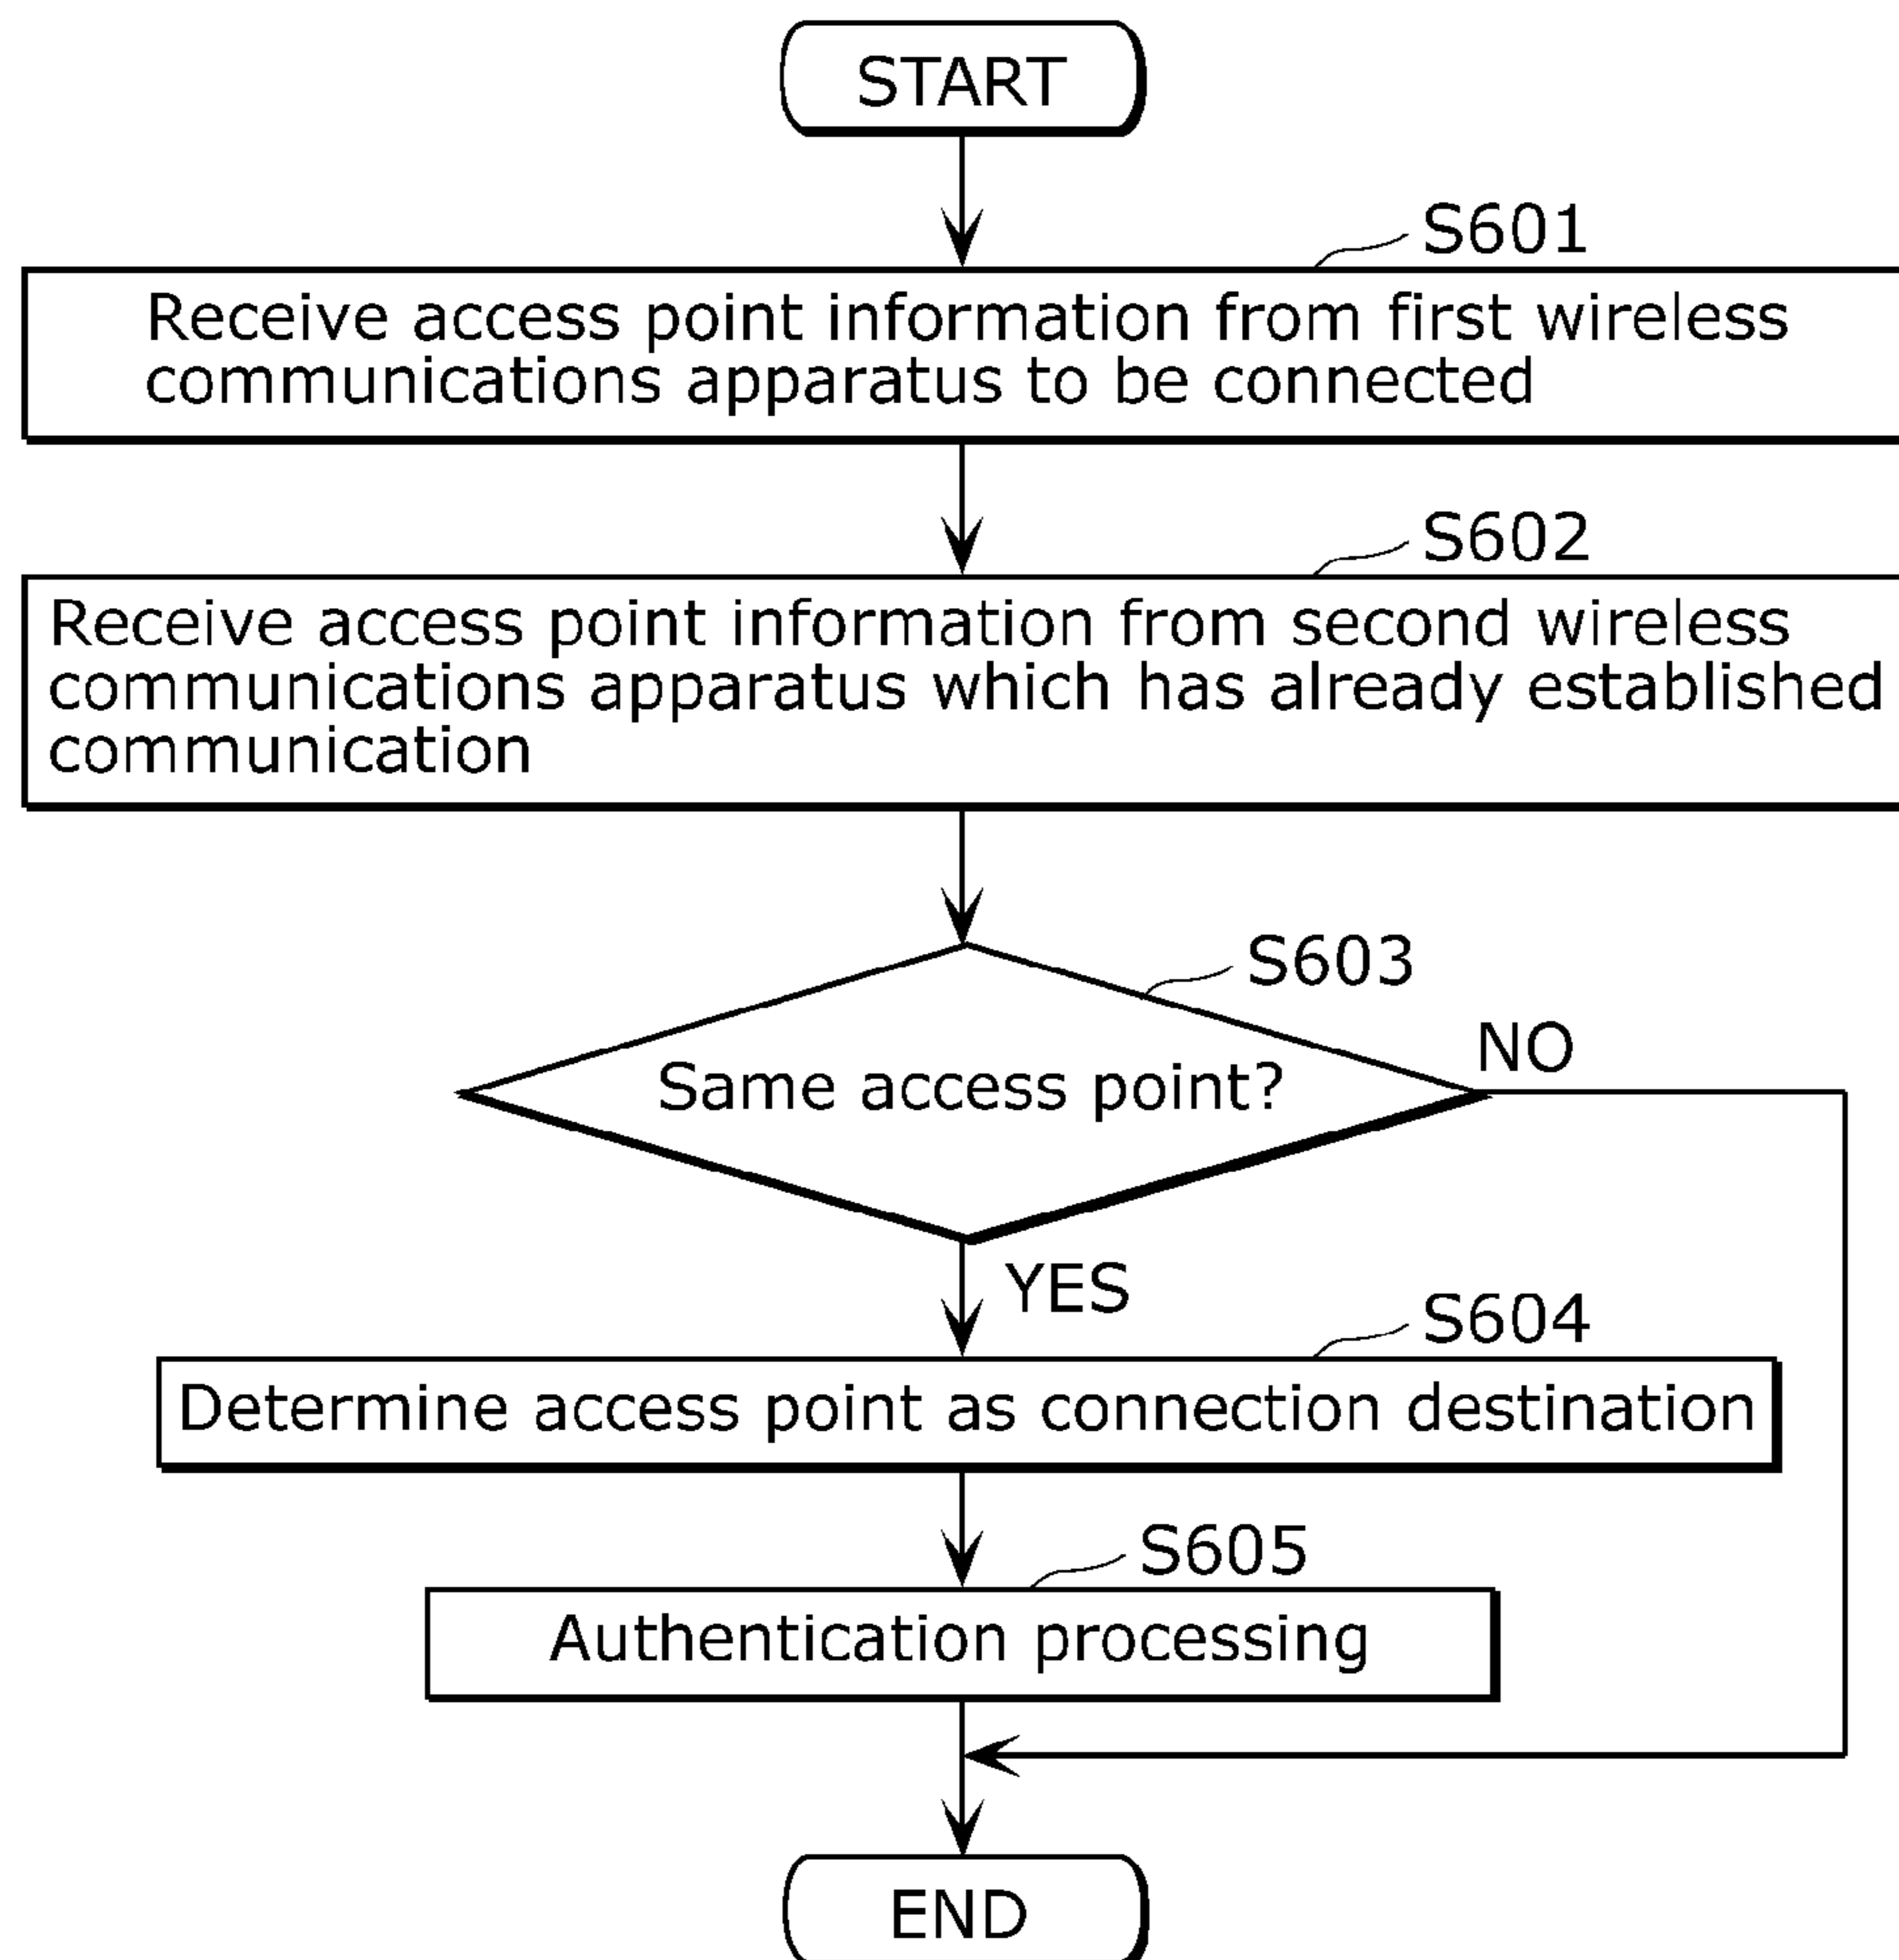 START
S601
Receive access point information from first wireless
communications apparatus to be connected
S602
Receive access point information from second wireless
communications apparatus which has already established
communication
S603
NO
Same access point?
YES
S604
Determine access point as connection destination
S605
Authentication processing
END